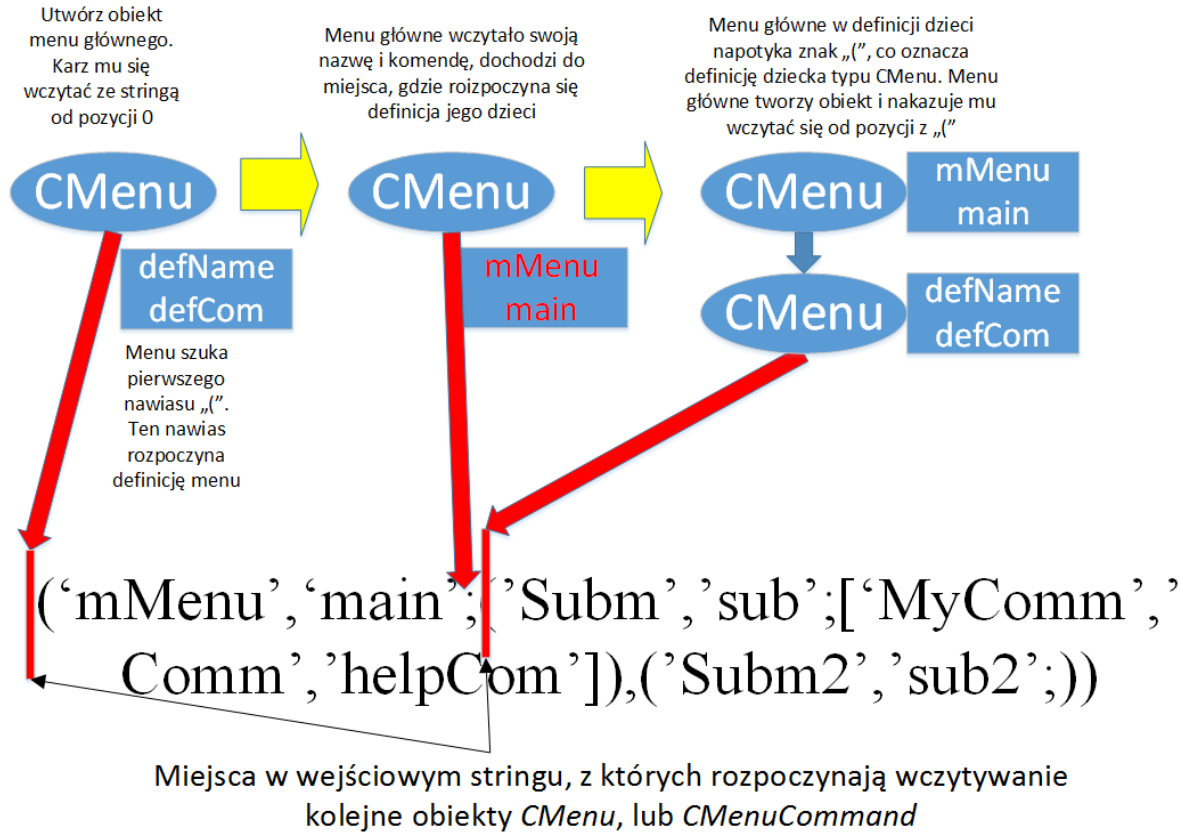 Utwórz obiekt
menu głównego.
Karz mu się
wczytać ze stringą
od pozycji 0
Menu główne wczytało swoją
nazwę i komendę, dochodzi do
miejsca, gdzie roizpoczyna się
definicja jego dzieci
Menu główne w definicji dzieci
napotyka znak „(”, co oznacza
definicję dziecka typu CMenu. Menu
główne tworzy obiekt i nakazuje mu
wczytać się od pozycji z „(”
CMenu
defName
defCom
CMenu
mMenu
main
CMenu
mMenu
main
CMenu
defName
defCom
Menu szuka
pierwszego
nawiasu „(”.
Ten nawias
rozpoczyna
definicję menu
(‘mMenu’,‘main’;(’Subm’,’sub’;[‘MyComm’,’
Comm’,’helpCom’]),(’Subm2’,’sub2’;))
Miejsca w wejściowym stringu, z których rozpoczynają wczytywanie
kolejne obiekty CMenu, lub CMenuCommand